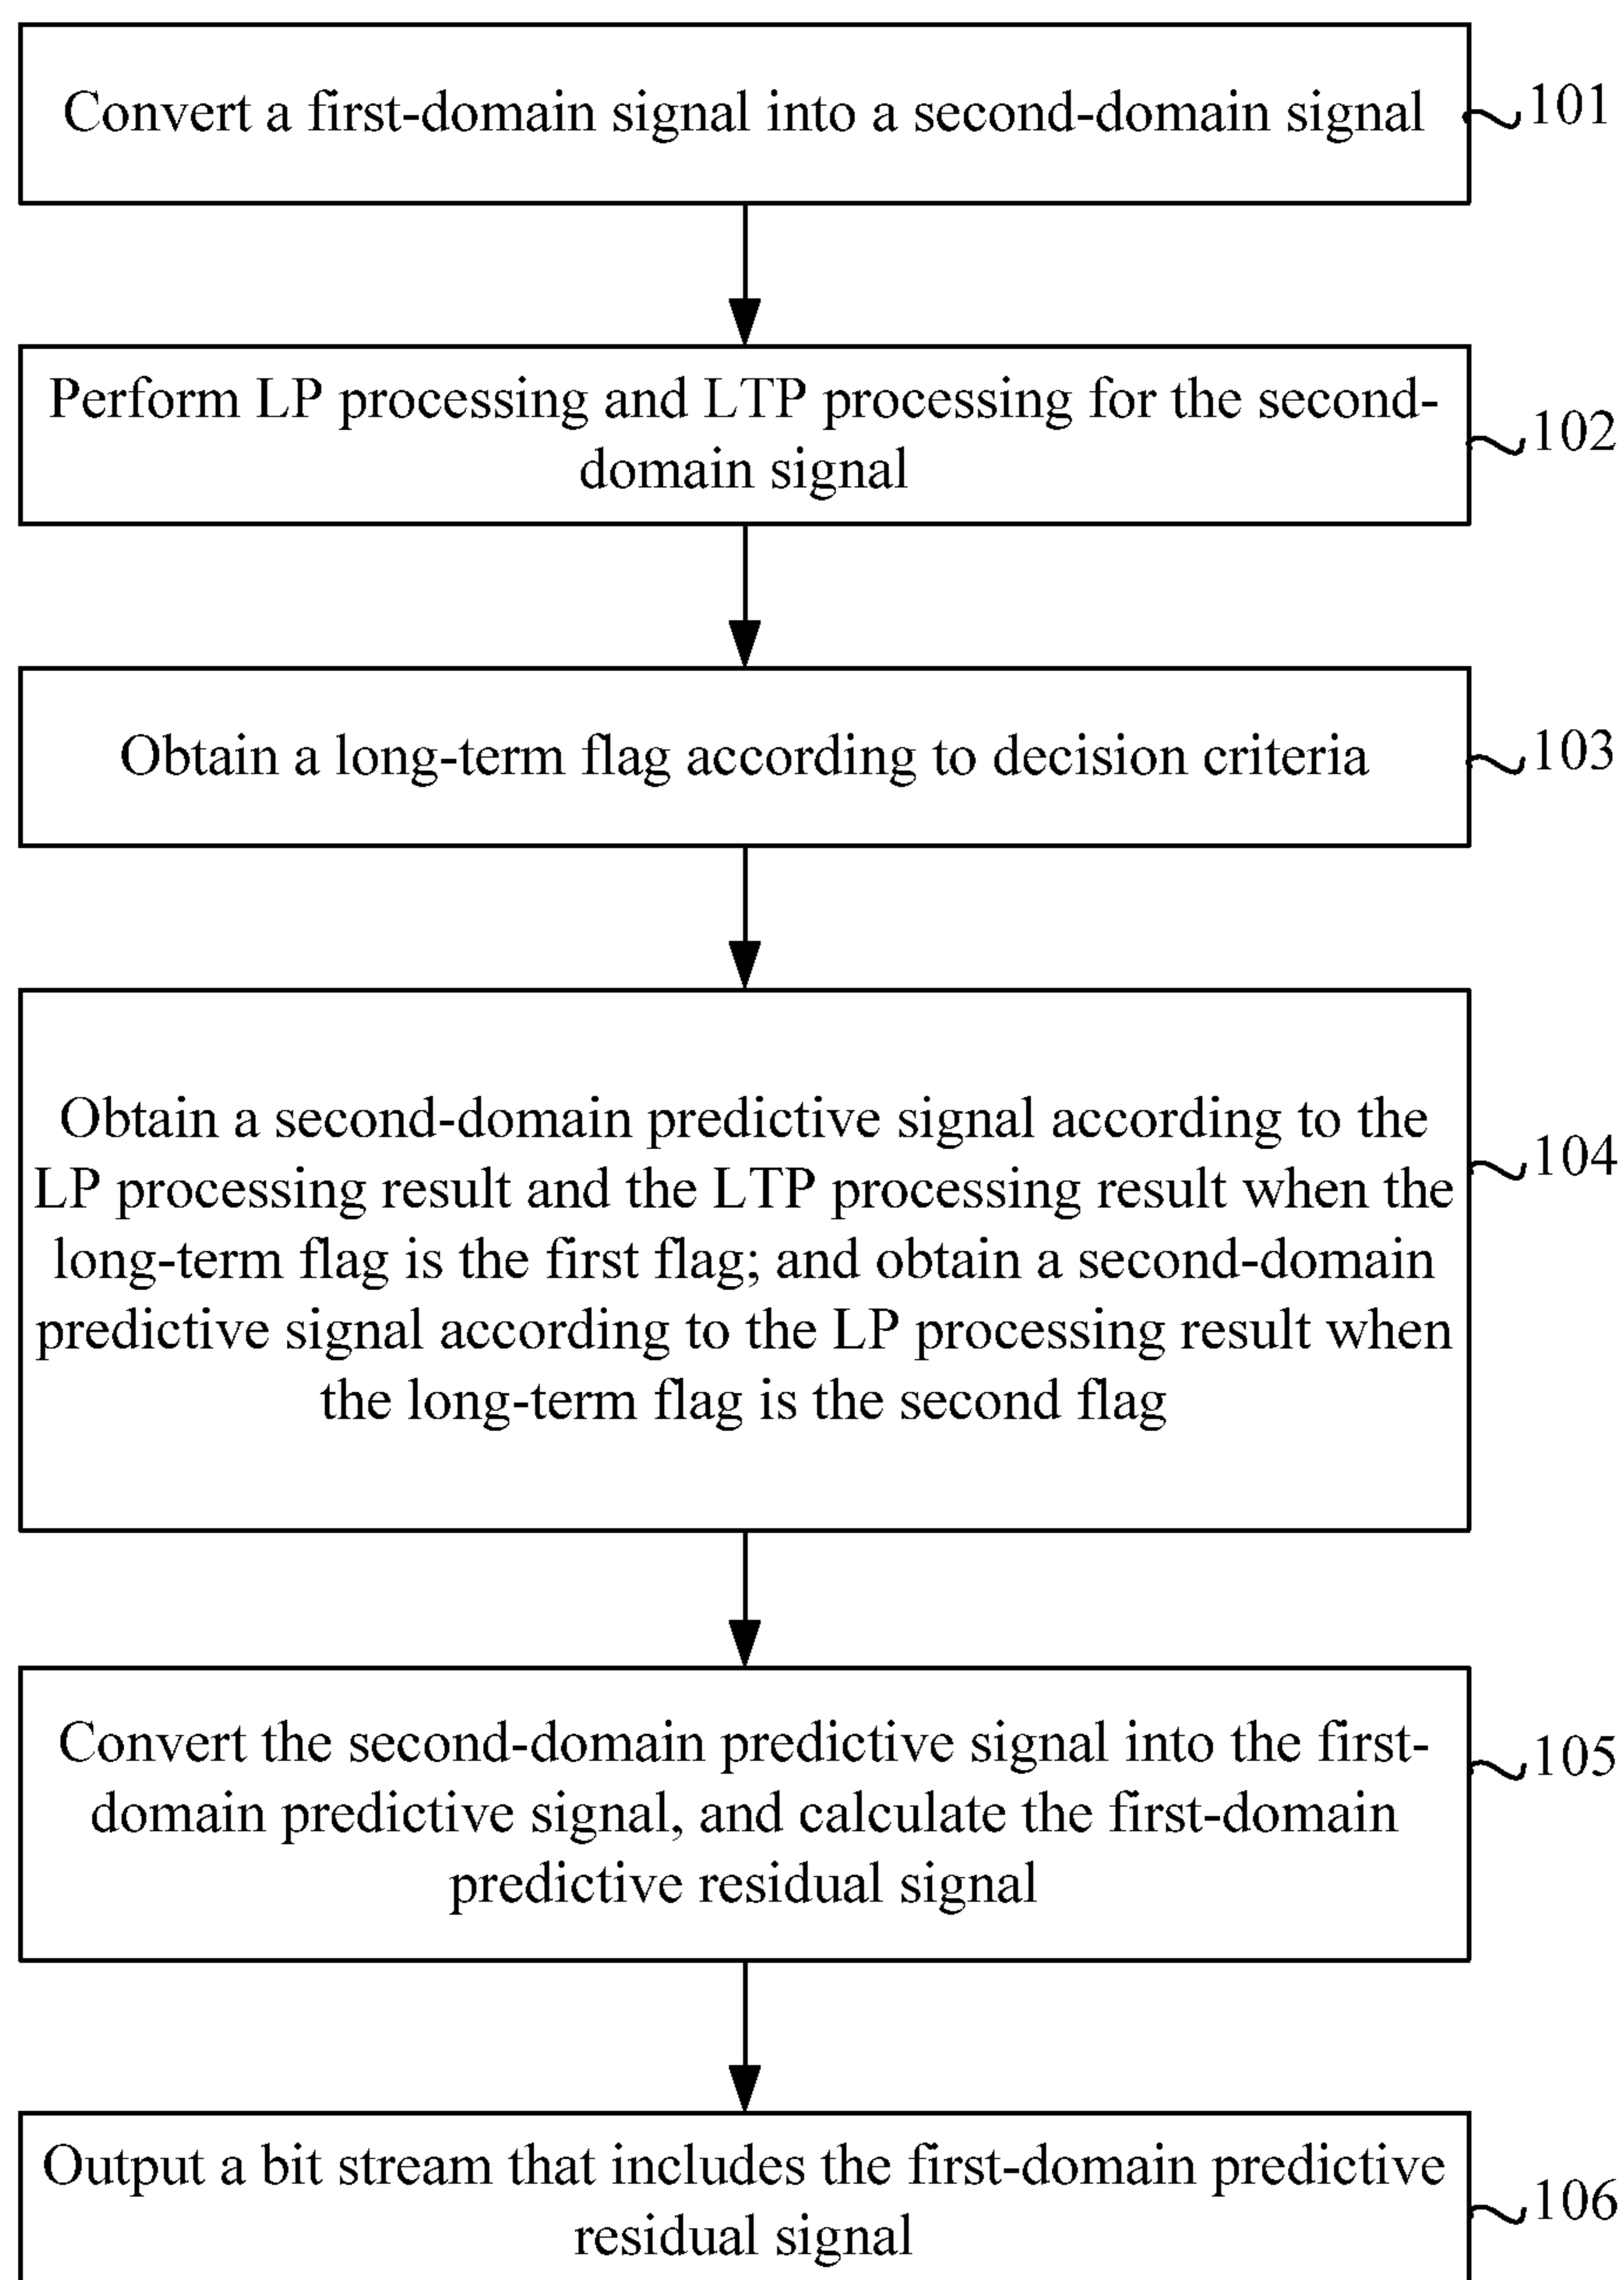 Convert a first-domain signal into a second-domain signal
101
Perform LP processing and LTP processing for the second-
domain signal
102
Obtain a long-term flag according to decision criteria
103
Obtain a second-domain predictive signal according to the
LP processing result and the LTP processing result when the
long-term flag is the first flag; and obtain a second-domain
predictive signal according to the LP processing result when
the long-term flag is the second flag
104
Convert the second-domain predictive signal into the first-
domain predictive signal, and calculate the first-domain
predictive residual signal
105
Output a bit stream that includes the first-domain predictive
residual signal
106